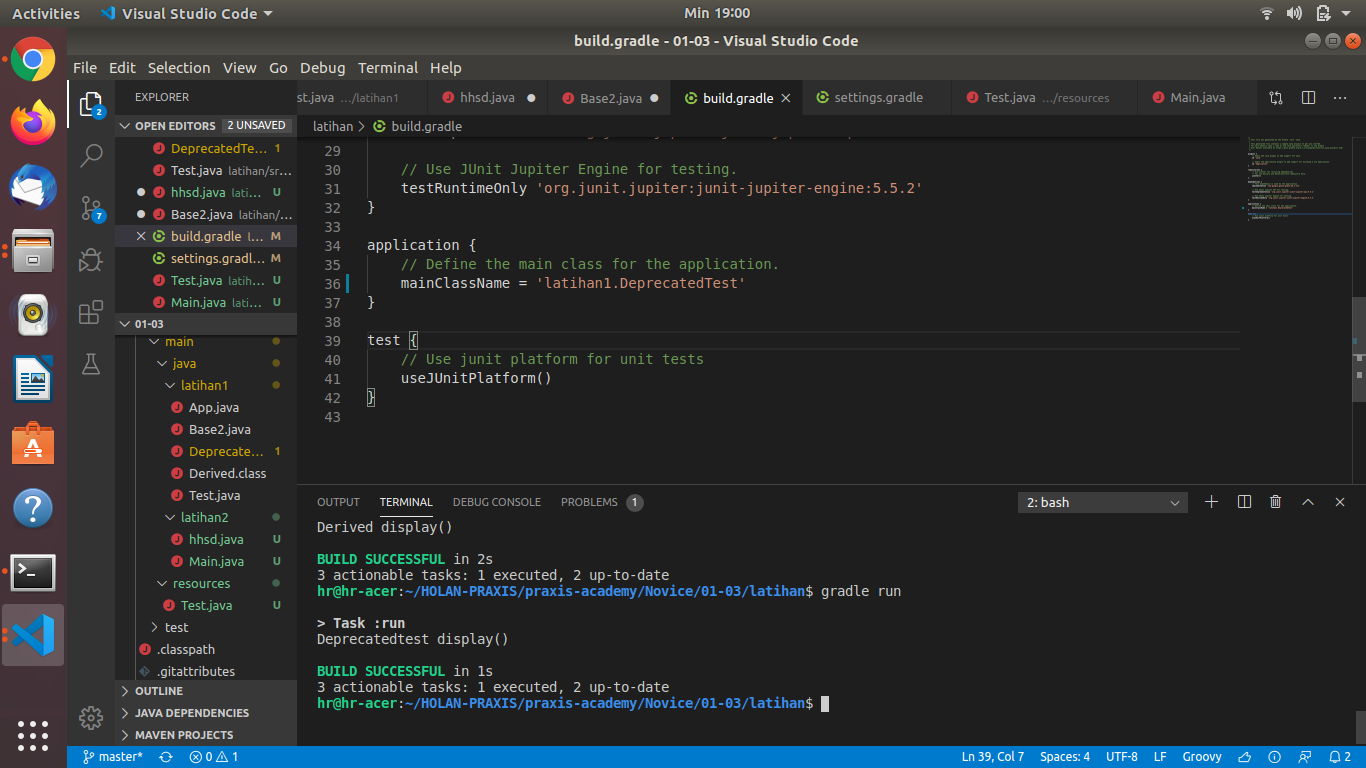 Activities
Visual Studio Code
Min 19:00
build.gradle - 01-03 - Visual Studio Code
File Edit Selection View Go Debug Terminal Help
EXPLORER
OPEN EDITORS 2 UNSAVED
DeprecatedTe... 1
Test.java latihan/sr...
hhsd.java lati... U
Base2.java latihan/...
build.gradle l... M
settings.gradl... M
Test.java latih... U
Main.java lati... U
01-03
main
java
latihan1
App.java
Base2.java
Deprecate... 1
Derived.class
Test.java
latihan2
hhsd.java U
Main.java U
resources
Test.java U
test
.classpath
.gitattributes
OUTLINE
JAVA DEPENDENCIES
MAVEN PROJECTS
2
7
st.java .../latihan1
hhsd.java
Base2.java
build.gradle
settings.gradle
Test.java .../resources
Main.java
latihan > build.gradle
29
30 // Use JUnit Jupiter Engine for testing.
31 testRuntimeOnly 'org.junit.jupiter:junit-jupiter-engine:5.5.2'
32 }
33
34 application {
35 // Define the main class for the application.
36 mainClassName = 'latihan1.DeprecatedTest'
37 }
38
39 test {
40 // Use junit platform for unit tests
41 useJUnitPlatform()
42 }
43
OUTPUT TERMINAL DEBUG CONSOLE PROBLEMS 1
2: bash
Derived display()
BUILD SUCCESSFUL in 2s
3 actionable tasks: 1 executed, 2 up-to-date
hr@hr-acer:~/HOLAN-PRAXIS/praxis-academy/Novice/01-03/latihan$ gradle run
> Task :run
Deprecatedtest display()
BUILD SUCCESSFUL in 1s
3 actionable tasks: 1 executed, 2 up-to-date
hr@hr-acer:~/HOLAN-PRAXIS/praxis-academy/Novice/01-03/latihan$
master*
0 1
Ln 39, Col 7 Spaces: 4 UTF-8 LF Groovy 2